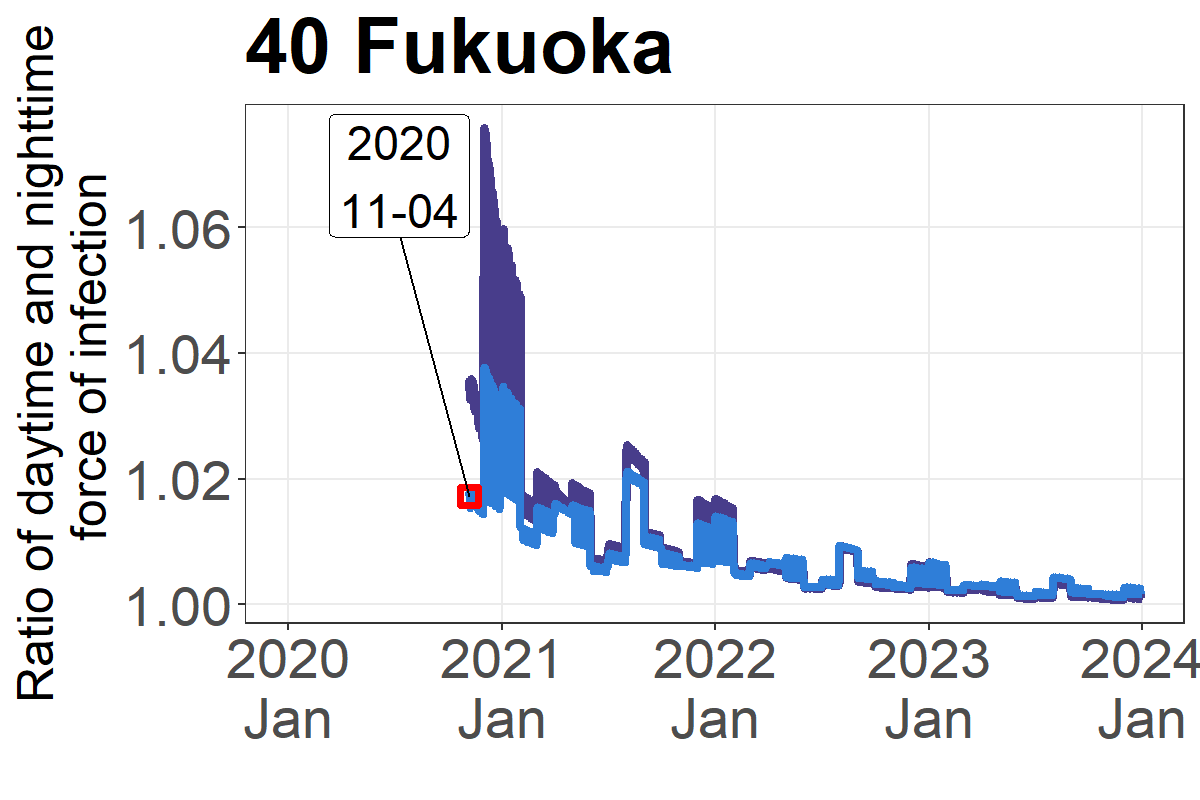 40 Fukuoka
Ratio of daytime and nighttime
force of infection
2020
11-04
1.06
1.04
1.02
1.00
2020
Jan
2021
Jan
2022
Jan
2023
Jan
2024
Jan